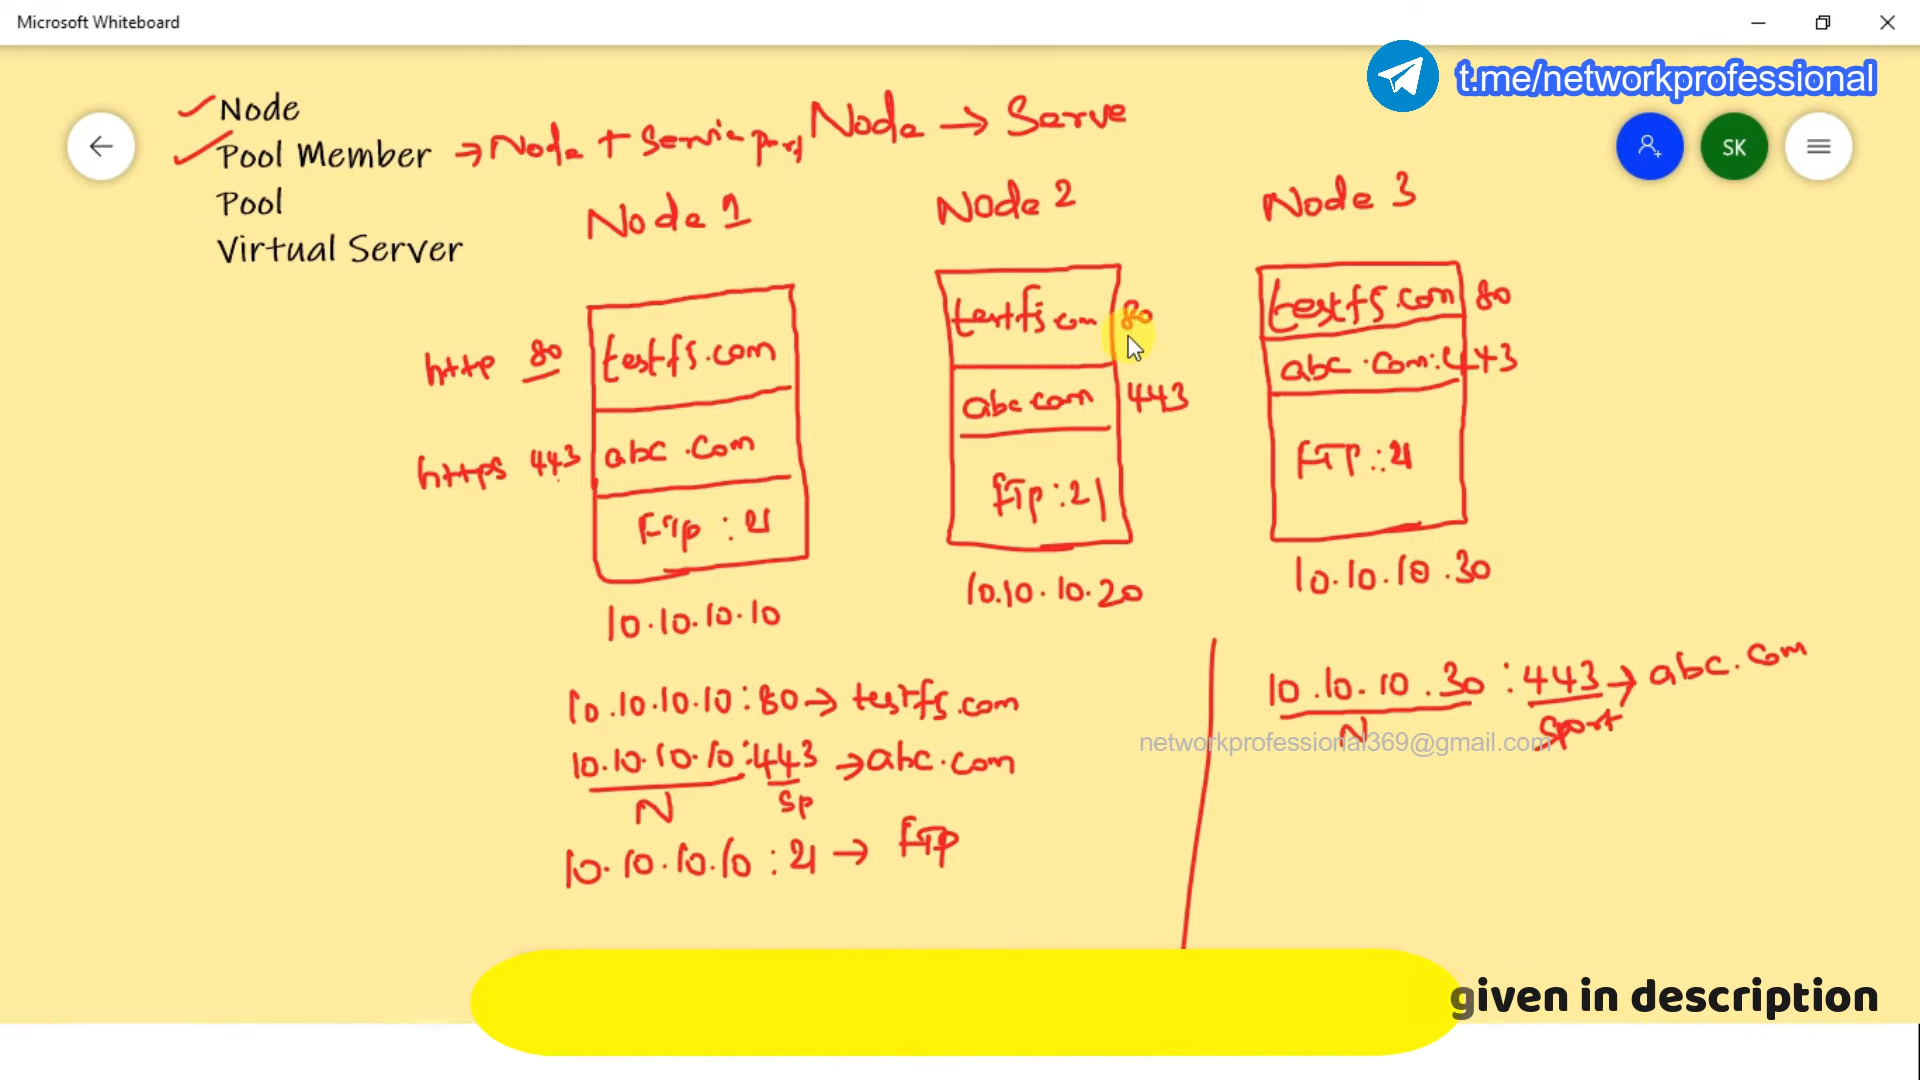 Microsoft Whiteboard
t.me/networkprofessional
Node
Pool Member → Node + Service port
Node → Serve
Pool
Virtual Server
SK
Node 1
Node 2
Node 3
http 80
testfs.com
testfs.com 80
testfs.com 80
https 443
abc.com
abc.com 443
abc.com:443
FTP : 21
FTP : 21
FTP : 21
10.10.10.10
10.10.10.20
10.10.10.30
10.10.10.10:80 → testfs.com
10.10.10.10:443 → abc.com
N SP
10.10.10.10:21 → FTP
10.10.10.30:443 → abc.com
N Sport
networkprofessional369@gmail.com
given in description